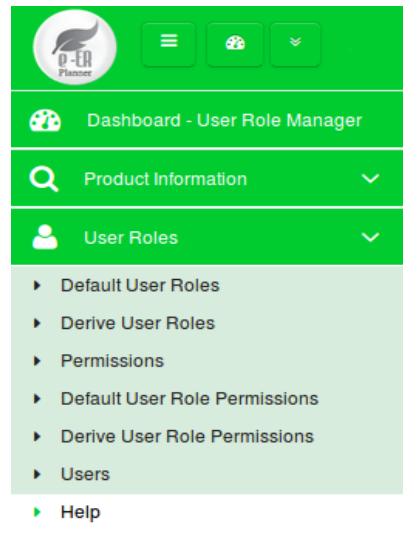 e-ER
Planner
Dashboard - User Role Manager
Product Information
User Roles
Default User Roles
Derive User Roles
Permissions
Default User Role Permissions
Derive User Role Permissions
Users
Help